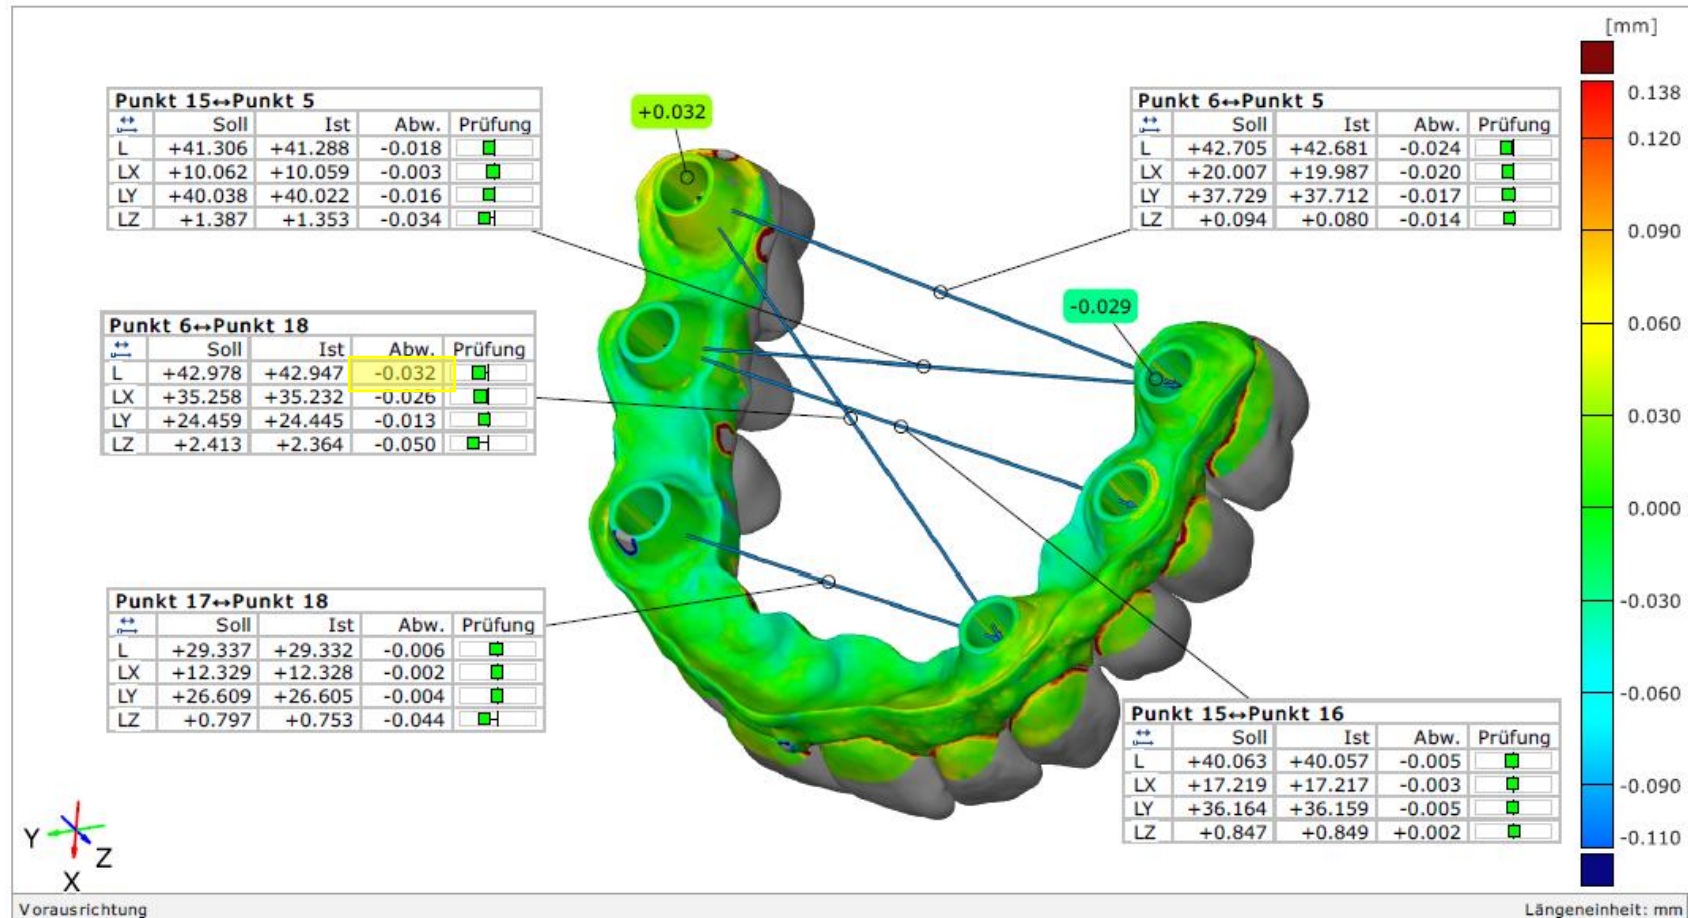 [mm]
Punkt 15↔Punkt 5
Soll Ist Abw. Prüfung
L +41.306 +41.288 -0.018
LX +10.062 +10.059 -0.003
LY +40.038 +40.022 -0.016
LZ +1.387 +1.353 -0.034
+0.032
Punkt 6↔Punkt 5
Soll Ist Abw. Prüfung
L +42.705 +42.681 -0.024
LX +20.007 +19.987 -0.020
LY +37.729 +37.712 -0.017
LZ +0.094 +0.080 -0.014
-0.029
Punkt 6↔Punkt 18
Soll Ist Abw. Prüfung
L +42.978 +42.947 -0.032
LX +35.258 +35.232 -0.026
LY +24.459 +24.445 -0.013
LZ +2.413 +2.364 -0.050
Punkt 17↔Punkt 18
Soll Ist Abw. Prüfung
L +29.337 +29.332 -0.006
LX +12.329 +12.328 -0.002
LY +26.609 +26.605 -0.004
LZ +0.797 +0.753 -0.044
Punkt 15↔Punkt 16
Soll Ist Abw. Prüfung
L +40.063 +40.057 -0.005
LX +17.219 +17.217 -0.003
LY +36.164 +36.159 -0.005
LZ +0.847 +0.849 +0.002
0.138
0.120
0.090
0.060
0.030
0.000
-0.030
-0.060
-0.090
-0.110
Y
Z
X
Vorausrichtung
Längeneinheit: mm